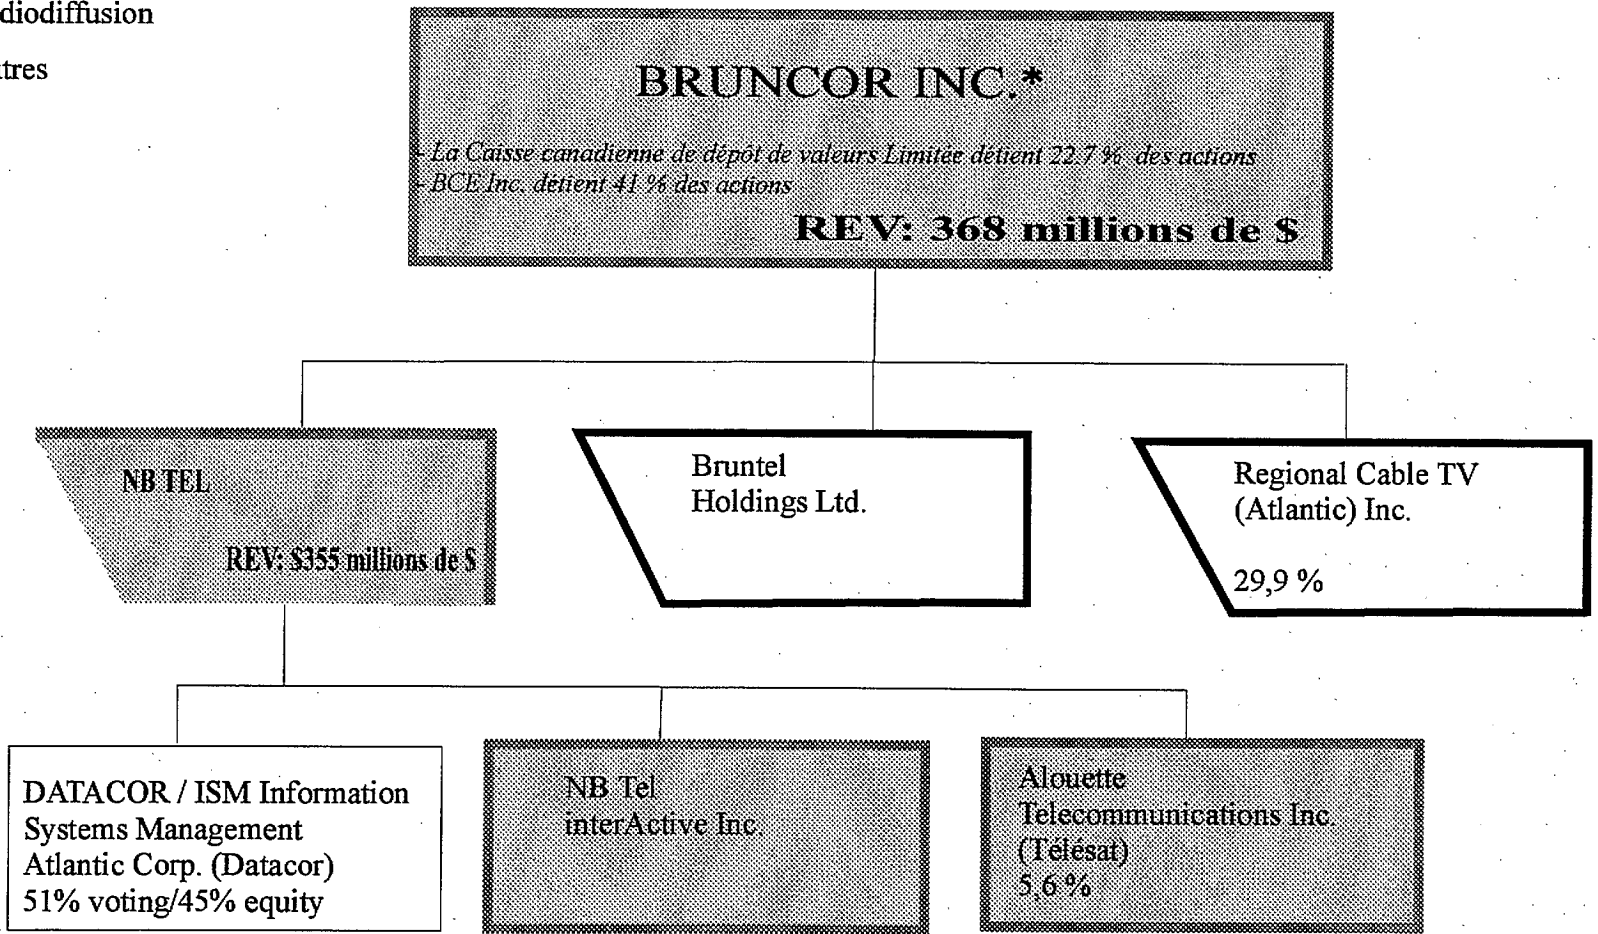 diodiffusion
tres
BRUNCOR INC.*
- La Caisse canadienne de dépôt de valeurs Limitée détient 22.7 % des actions
- BCE Inc. détient 41 % des actions
REV: 368 millions de $
NB TEL
REV: $355 millions de $
Bruntel
Holdings Ltd.
Regional Cable TV
(Atlantic) Inc.
29,9 %
DATACOR / ISM Information
Systems Management
Atlantic Corp. (Datacor)
51% voting/45% equity
NB Tel
interActive Inc.
Alouette
Telecommunications Inc.
(Télésat)
5,6 %